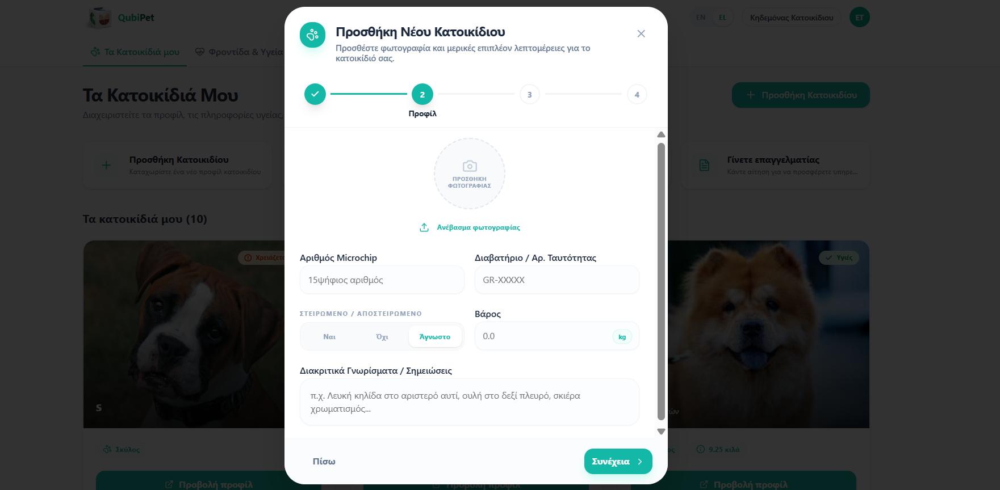 QubiPet
EN
EL
Κηδεμόνας Κατοικίδιου
ET
Τα Κατοικίδιά μου
Φροντίδα & Υγεία
Τα Κατοικίδιά Μου
Διαχειριστείτε τα προφίλ, τις πληροφορίες υγείας,
Προσθήκη Κατοικιδίου
Προσθήκη Κατοικιδίου
Καταχωρίστε ένα νέο προφίλ κατοικιδίου
Γίνετε επαγγελματίας
Κάντε αίτηση για να προσφέρετε υπηρε...
Τα κατοικίδιά μου (10)
Υγιές
S
Σκύλος
9.25 κιλά
Προβολή προφίλ
Προβολή προφίλ
Προβολή προφίλ
Προσθήκη Νέου Κατοικίδιου
Προσθέστε φωτογραφία και μερικές επιπλέον λεπτομέρειες για το
κατοικίδιό σας.
2
3
4
Προφίλ
ΠΡΟΣΘΗΚΗ
ΦΩΤΟΓΡΑΦΙΑΣ
Ανέβασμα φωτογραφίας
Αριθμός Microchip
15ψήφιος αριθμός
Διαβατήριο / Αρ. Ταυτότητας
GR-XXXXX
ΣΤΕΙΡΩΜΕΝΟ / ΑΠΟΣΤΕΙΡΩΜΕΝΟ
Ναι
Όχι
Άγνωστο
Βάρος
0.0
kg
Διακριτικά Γνωρίσματα / Σημειώσεις
π.χ. Λευκή κηλίδα στο αριστερό αυτί, ουλή στο δεξί πλευρό, σκιέρα
χρωματισμός...
Πίσω
Συνέχεια